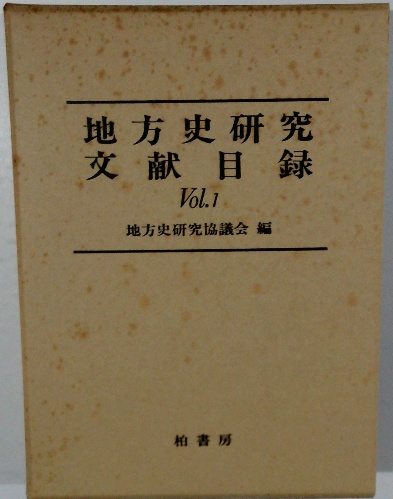 地方史研究
文献目録
Vol.1
地方史研究協議会 編
柏書房